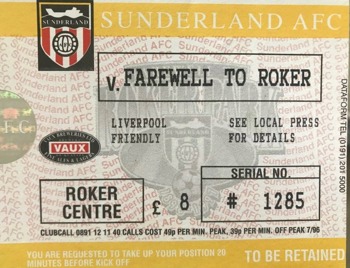 SUNDERLAND AFC
VAUX
V. FAREWELL TO ROKER
LIVERPOOL SEE LOCAL PRESS
FRIENDLY FOR DETAILS
VAUX
SERIAL NO.
ROKER
CENTRE
£ 8 # 1285
CLUBCALL 0891 12 11 40 CALLS COST 49p PER MIN. PEAK, 39p PER MIN. OFF PEAK 7/96
YOU ARE REQUESTED TO TAKE UP YOUR POSITION 20
MINUTES BEFORE KICK OFF
TO BE RETAINED
DATAFORM TEL (0191) 201 5000